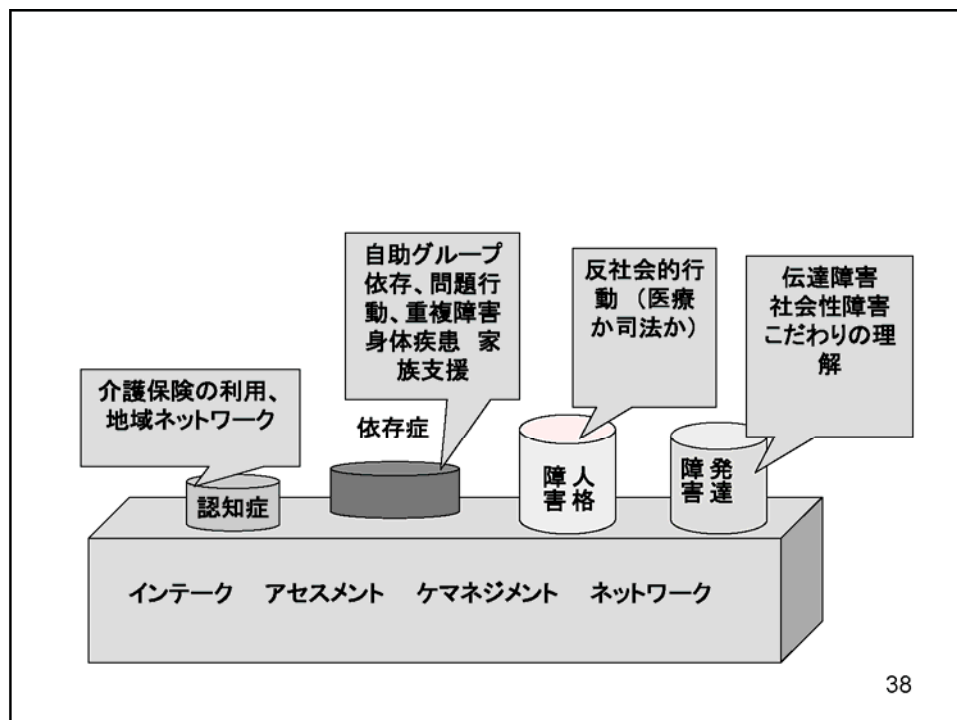 自助グループ
依存、問題行
動、重複障害
身体疾患　家
族支援
反社会的行
動　（医療
か司法か）
伝達障害
社会性障害
こだわりの理
解
介護保険の利用、
地域ネットワーク
依存症
認知症
人格
障害
発達
障害
インテーク　アセスメント　ケマネジメント　ネットワーク
38